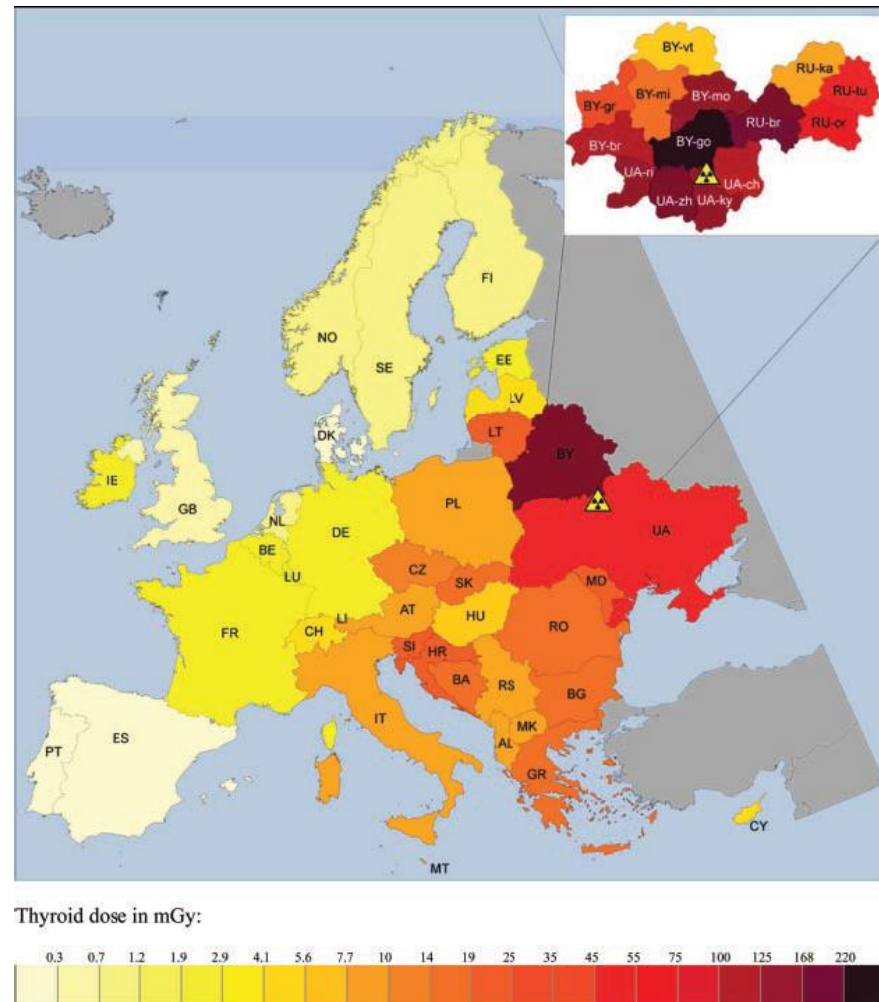 BY-vt
RU-ka
BY-mi
BY-mo
RU-tu
BY-gr
RU-br
RU-or
BY-go
BY-br
UA-ri
UA-ch
UA-zh
UA-ky
FI
NO
SE
EE
LV
DK
LT
BY
IE
GB
NL
PL
DE
UA
BE
LU
CZ
SK
MD
AT
HU
FR
CH
LI
RO
SI
HR
BA
RS
BG
IT
MK
AL
PT
ES
GR
CY
MT
Thyroid dose in mGy:
0.3 0.7 1.2 1.9 2.9 4.1 5.6 7.7 10 14 19 25 35 45 55 75 100 125 168 220